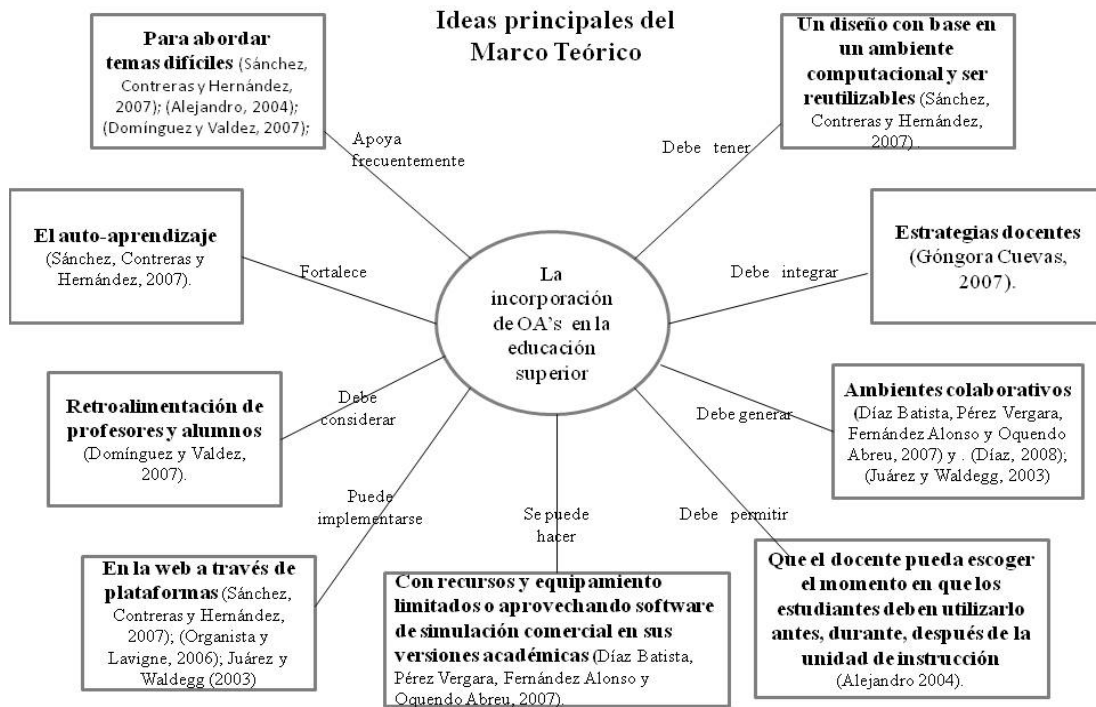 Ideas principales del
Marco Teórico
Para abordar
temas difíciles (Sánchez,
Contreras y Hernández,
2007); (Alejandro, 2004);
(Domínguez y Valdez, 2007);
Apoya
frecuentemente
Un diseño con base en
un ambiente
computacional y ser
reutilizables (Sánchez,
Contreras y Hernández,
2007) .
Debe tener
El auto-aprendizaje
(Sánchez, Contreras y
Hernández, 2007).
Fortalece
La
incorporación
de OA’s en la
educación
superior
Debe integrar
Estrategias docentes
(Góngora Cuevas,
2007).
Retroalimentación de
profesores y alumnos
(Domínguez y Valdez,
2007).
Debe
considerar
Debe generar
Ambientes colaborativos
(Díaz Batista, Pérez Vergara,
Fernández Alonso y Oquendo
Abreu, 2007) y . (Díaz, 2008);
(Juárez y Waldegg, 2003)
Puede
implementarse
En la web a través de
plataformas (Sánchez,
Contreras y Hernández,
2007); (Organista y
Lavigne, 2006); Juárez y
Waldegg (2003)
Se puede
hacer
Con recursos y equipamiento
limitados o aprovechando software
de simulación comercial en sus
versiones académicas (Díaz Batista,
Pérez Vergara, Fernández Alonso y
Oquendo Abreu, 2007).
Debe permitir
Que el docente pueda escoger
el momento en que los
estudiantes deben utilizarlo
antes, durante, después de la
unidad de instrucción
(Alejandro 2004).